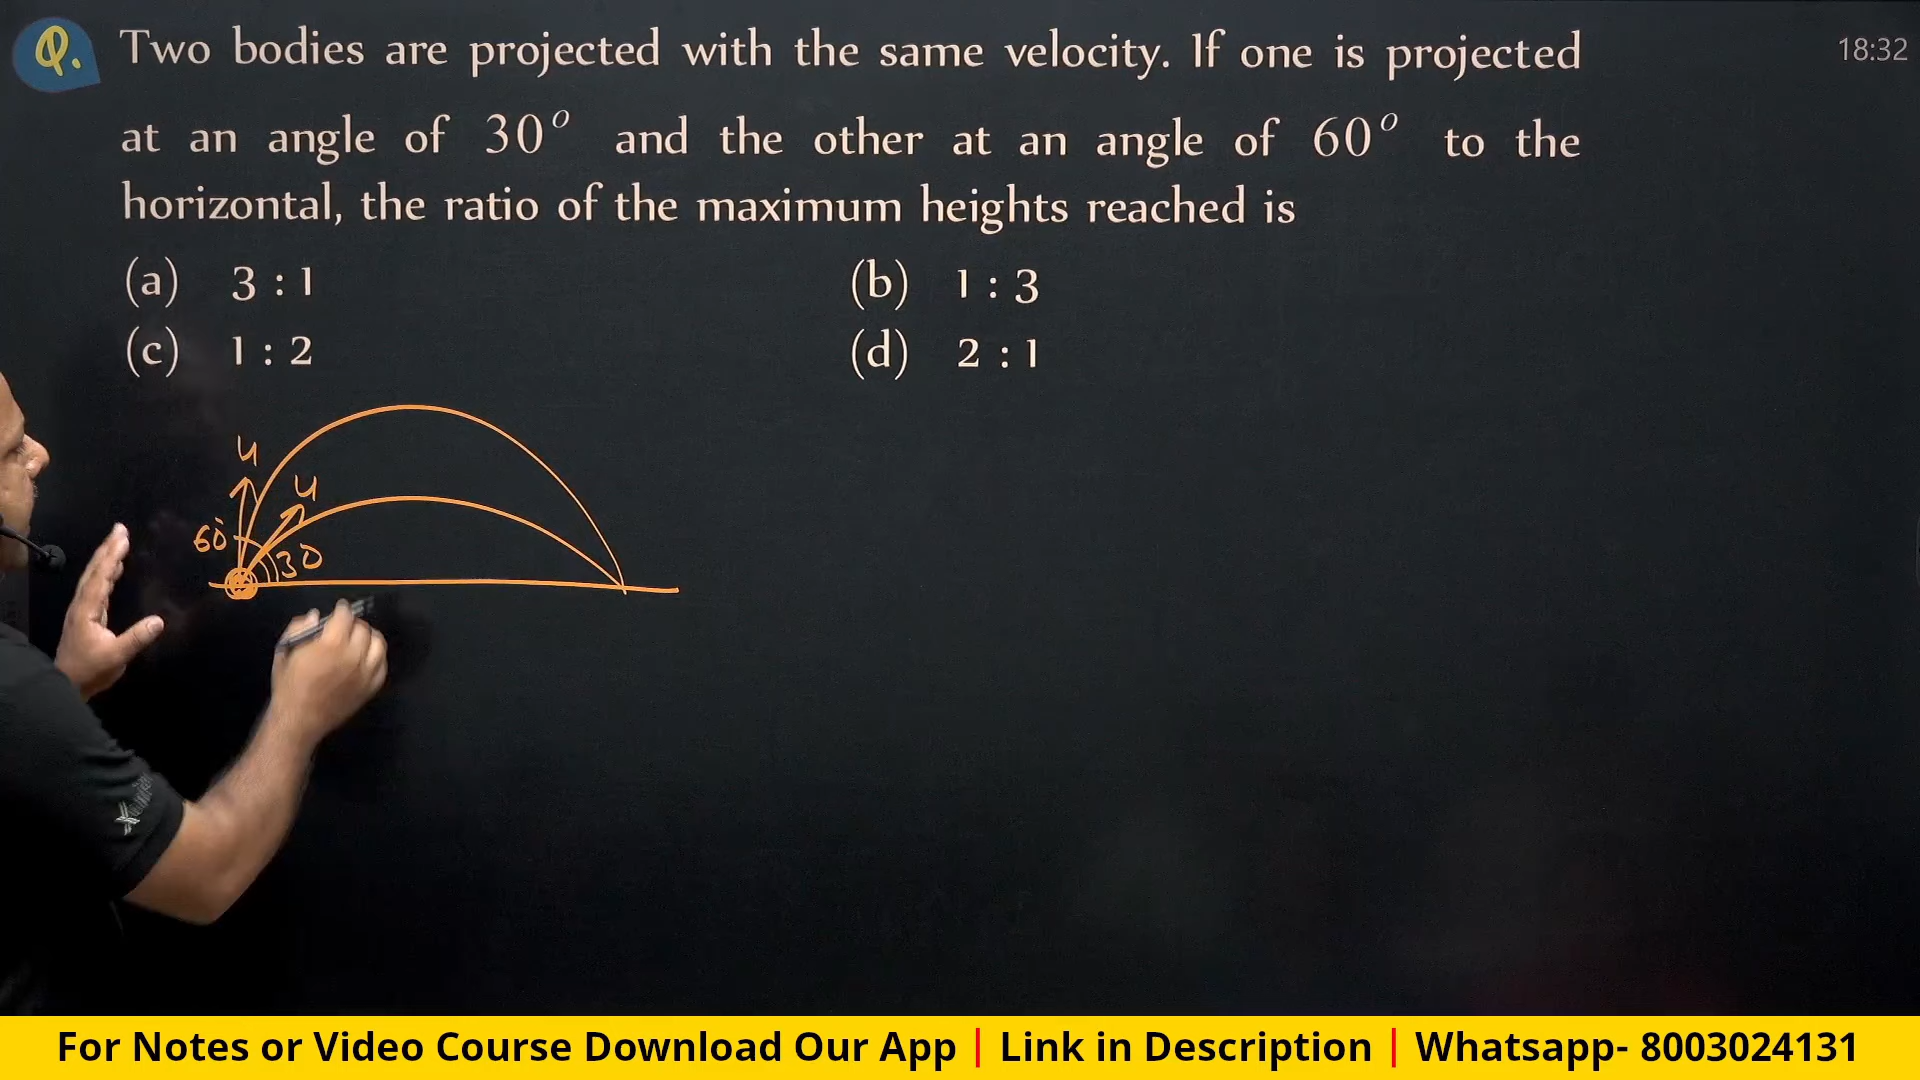 Q. Two bodies are projected with the same velocity. If one is projected
18:32
at an angle of 30° and the other at an angle of 60° to the
horizontal, the ratio of the maximum heights reached is
(a) 3 : 1
(b) 1 : 3
(c) 1 : 2
(d) 2 : 1
u
u
60°
30
For Notes or Video Course Download Our App | Link in Description | Whatsapp- 8003024131